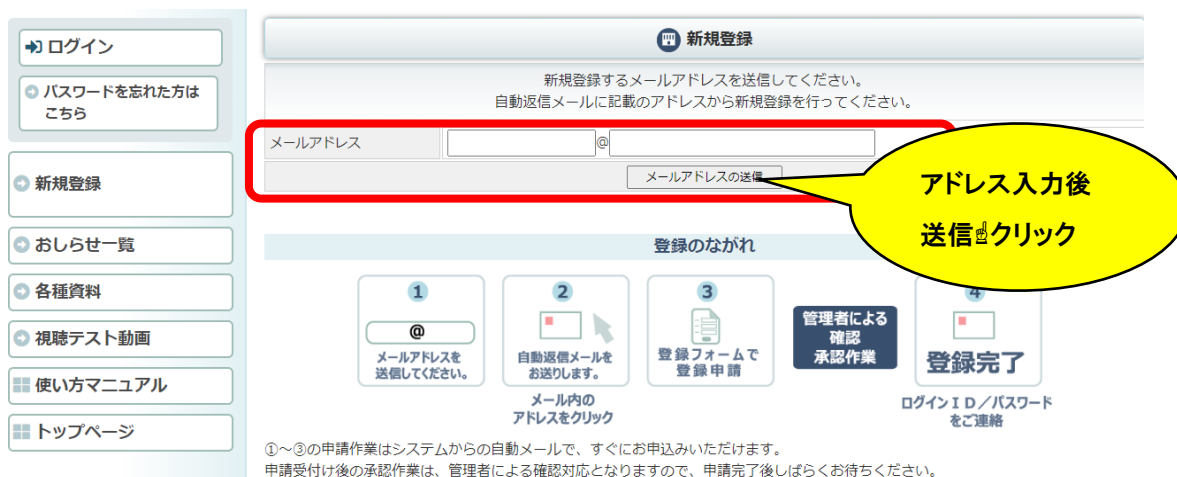 ログイン
パスワードを忘れた方は
こちら
新規登録
おしらせ一覧
各種資料
視聴テスト動画
使い方マニュアル
トップページ
新規登録
新規登録するメールアドレスを送信してください。
自動返信メールに記載のアドレスから新規登録を行ってください。
メールアドレス
@
メールアドレスの送信
アドレス入力後
送信☝クリック
登録のながれ
1
@
メールアドレスを
送信してください。
2
自動返信メールを
お送りします。
メール内の
アドレスをクリック
3
登録フォームで
登録申請
管理者による
確認
承認作業
4
登録完了
ログインID/パスワード
をご連絡
①~③の申請作業はシステムからの自動メールで、すぐにお申込みいただけます。
申請受付け後の承認作業は、管理者による確認対応となりますので、申請完了後しばらくお待ちください。